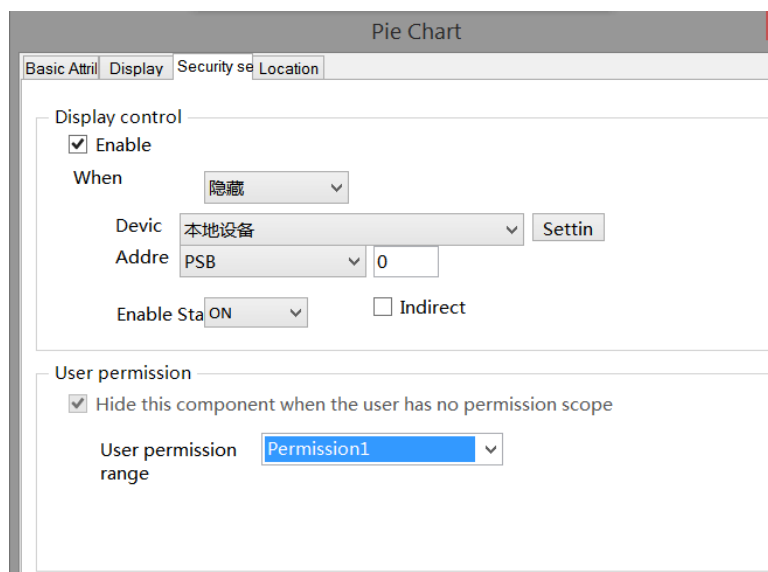 Pie Chart
Basic Attril Display Security se Location
Display control
Enable
When 隐藏
Devic 本地设备 Settin
Addre PSB 0
Enable Sta ON Indirect
User permission
Hide this component when the user has no permission scope
User permission Permission1
range